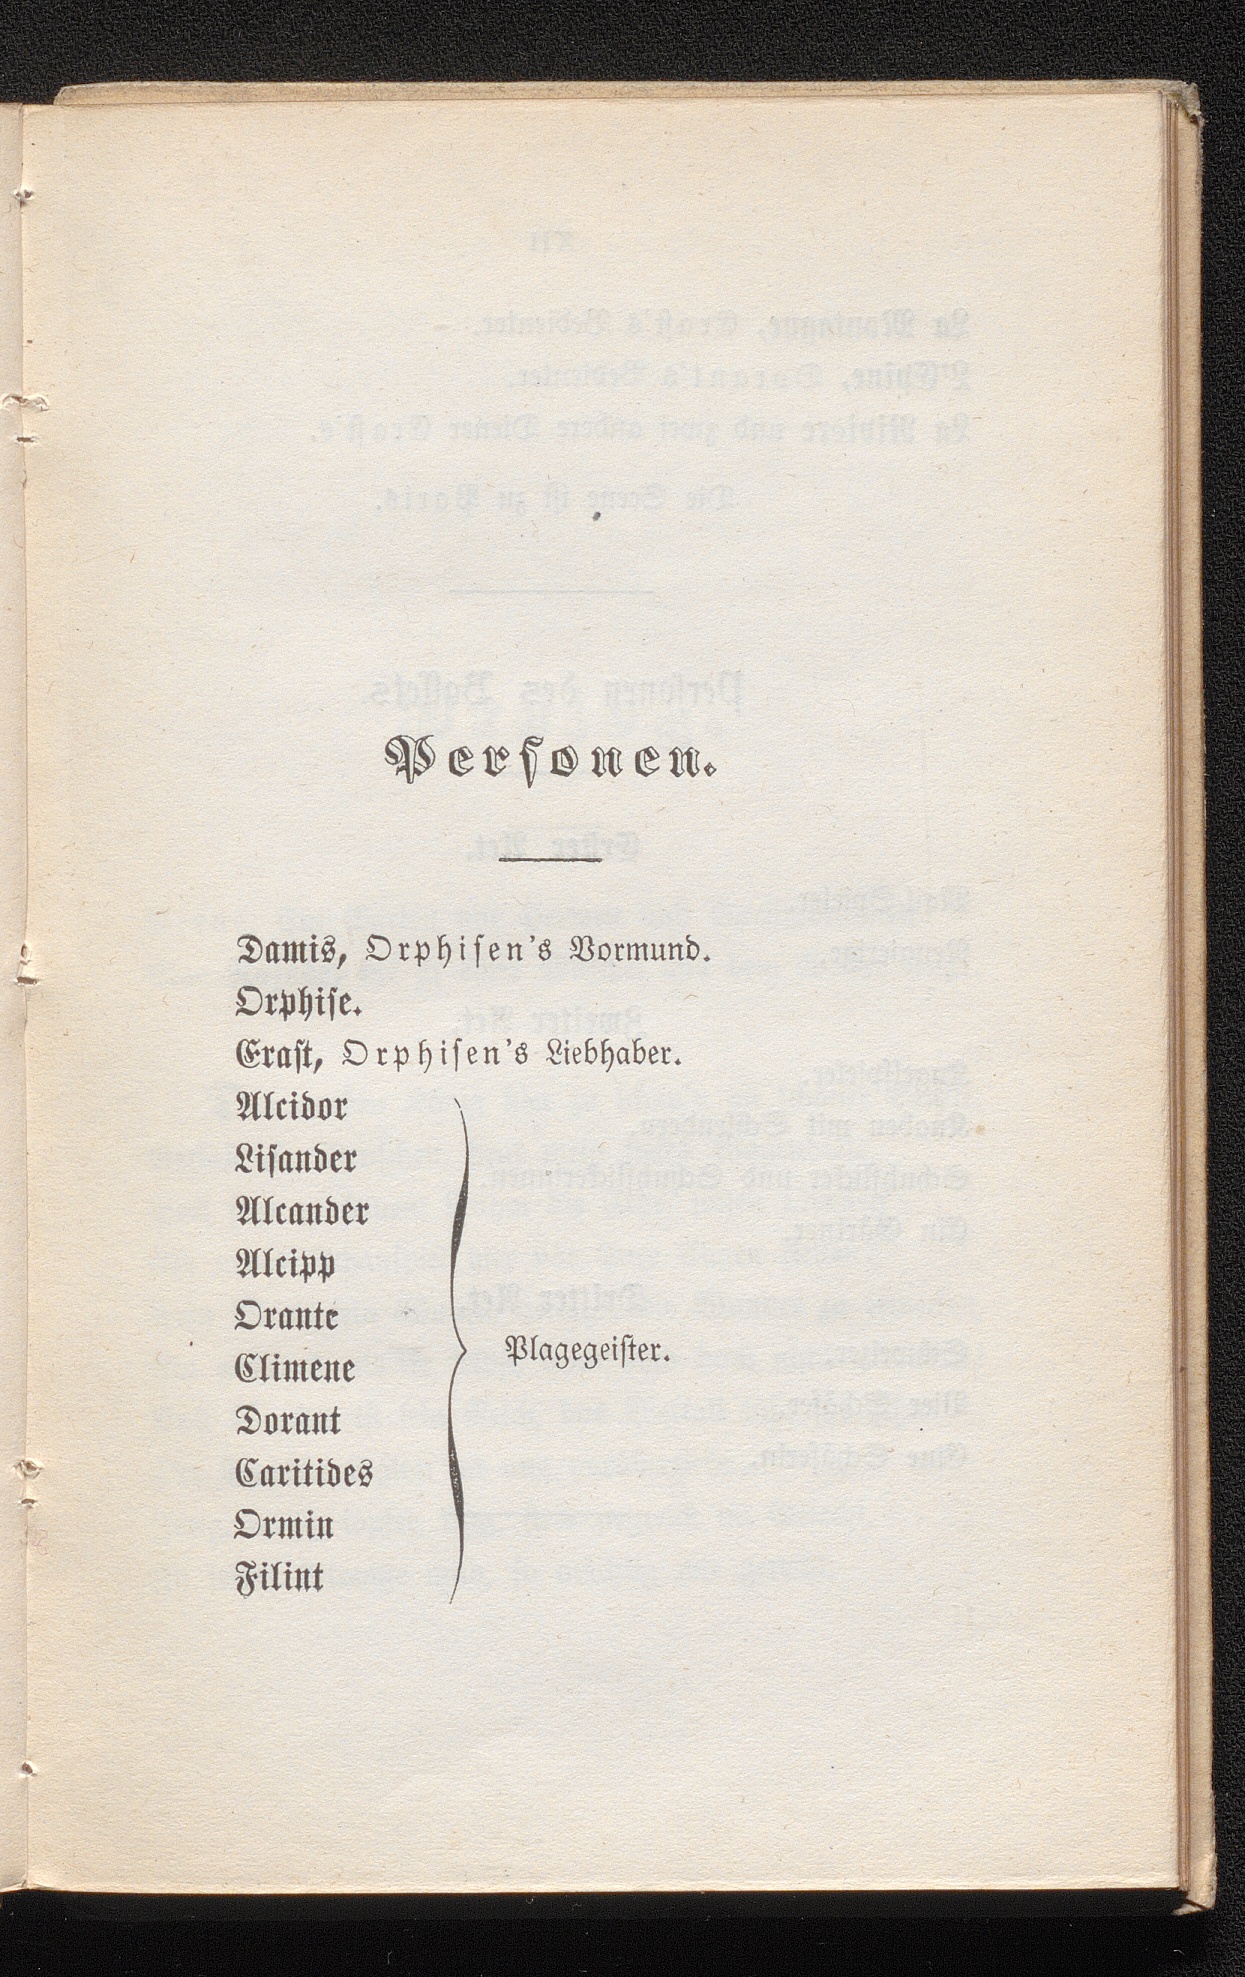 Personen.
Damis, Orphisen's Vormund.
Orphise.
Erast, Orphisen's Liebhaber.
Alcidor
Lisander
Alcander
Alcipp
Orante
Climene
Plagegeister.
Dorant
Caritides
Ormin
Filint